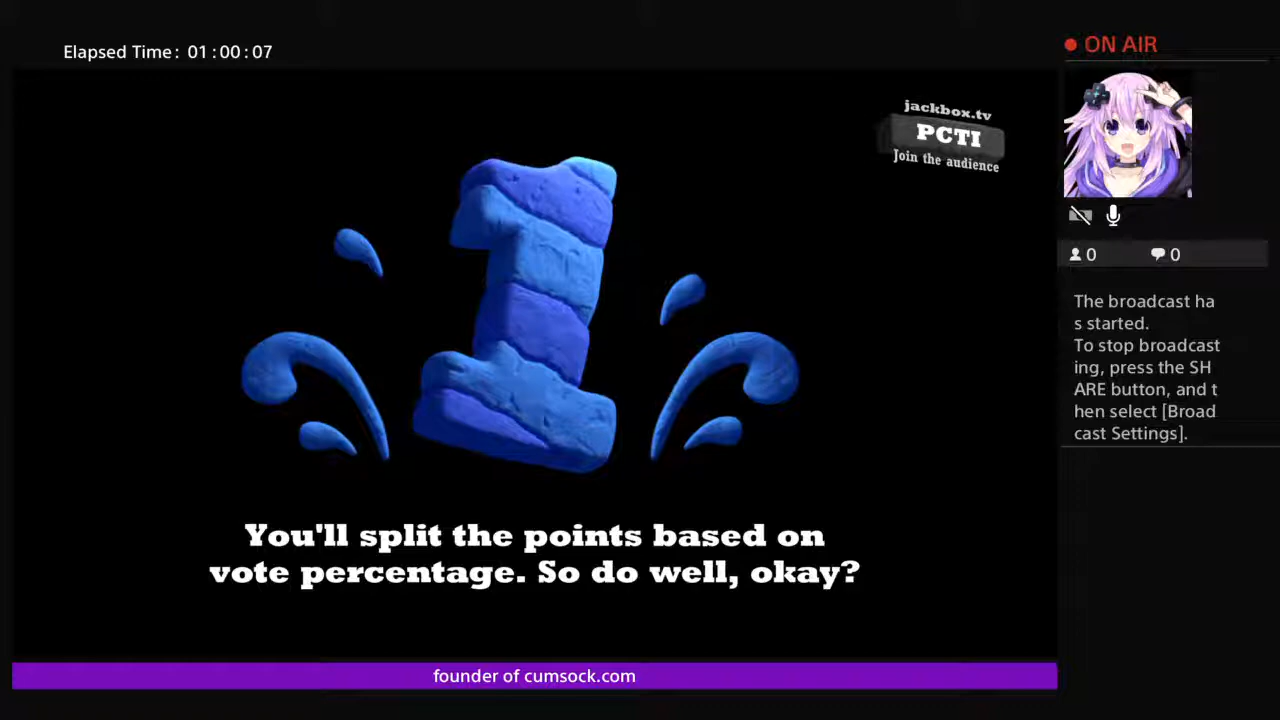 Elapsed Time: 01:00:07
ON AIR
jackbox.tv
PCTI
Join the audience
1
0
0
The broadcast ha
s started.
To stop broadcast
ing, press the SH
ARE button, and t
hen select [Broad
cast Settings].
You'll split the points based on
vote percentage. So do well, okay?
founder of cumsock.com